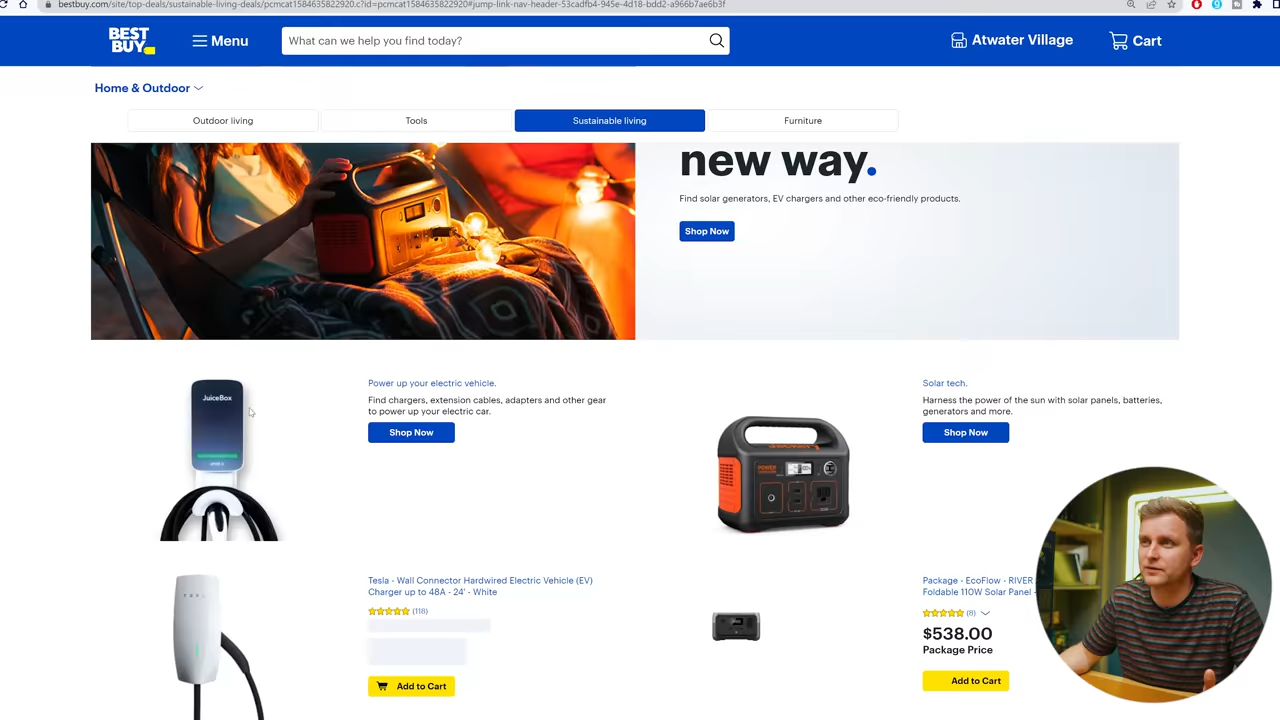 bestbuy.com/site/top-deals/sustainable-living-deals/pcmcat1584635822920.c?id=pcmcat1584635822920#jump-link-nav-header-53cadfb4-945e-4d18-bdd2-a966b7ae6b3f
BEST
BUY
Menu
What can we help you find today?
Atwater Village
Cart
Home & Outdoor
Outdoor living
Tools
Sustainable living
Furniture
new way.
Find solar generators, EV chargers and other eco-friendly products.
Shop Now
JuiceBox
Power up your electric vehicle.
Find chargers, extension cables, adapters and other gear
to power up your electric car.
Shop Now
Solar tech.
Harness the power of the sun with solar panels, batteries,
generators and more.
Shop Now
Tesla - Wall Connector Hardwired Electric Vehicle (EV)
Charger up to 48A - 24' - White
(118)
Add to Cart
Package - EcoFlow - RIVER
Foldable 110W Solar Panel -
(8)
$538.00
Package Price
Add to Cart